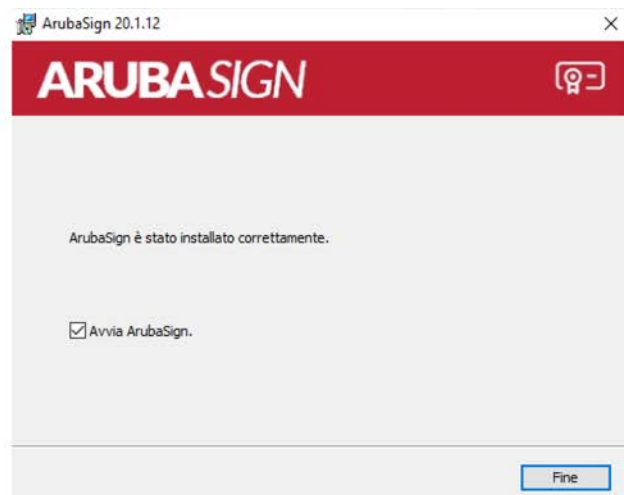 ArubaSign 20.1.12
ARUBASIGN
ArubaSign è stato installato correttamente.
Avvia ArubaSign.
Fine